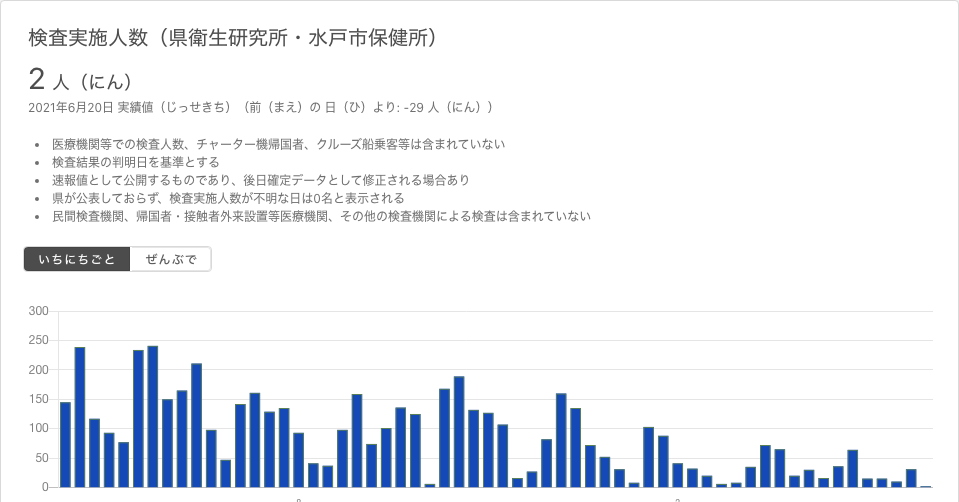 検査実施人数（県衛生研究所・水戸市保健所）
2 人（にん）
2021年6月20日 実績値（じっせきち）（前（まえ）の 日（ひ）より: -29 人（にん））
• 医療機関等での検査人数、チャーター機帰国者、クルーズ船乗客等は含まれていない
• 検査結果の判明日を基準とする
• 速報値として公開するものであり、後日確定データとして修正される場合あり
• 県が公表しておらず、検査実施人数が不明な日は0名と表示される
• 民間検査機関、帰国者・接触者外来設置等医療機関、その他の検査機関による検査は含まれていない
いちにちごと ぜんぶで
300
250
200
150
100
50
0